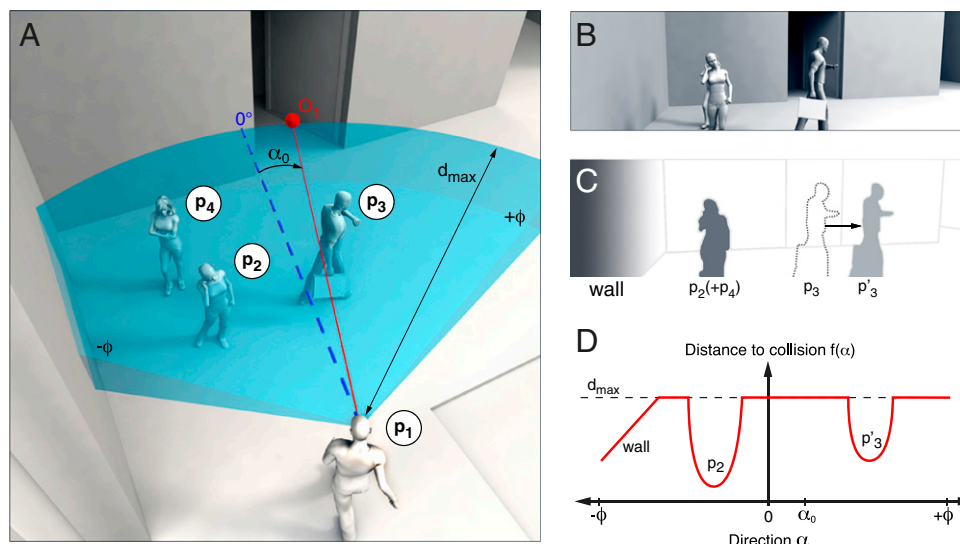 A
0°
O₁
α₀
dmax
p₄
p₃
+ϕ
p₂
-ϕ
p₁
B
C
wall
p₂(+p₄)
p₃
p'₃
D
Distance to collision f(α)
dmax
wall
p₂
p'₃
-ϕ
0
α₀
+ϕ
Direction α